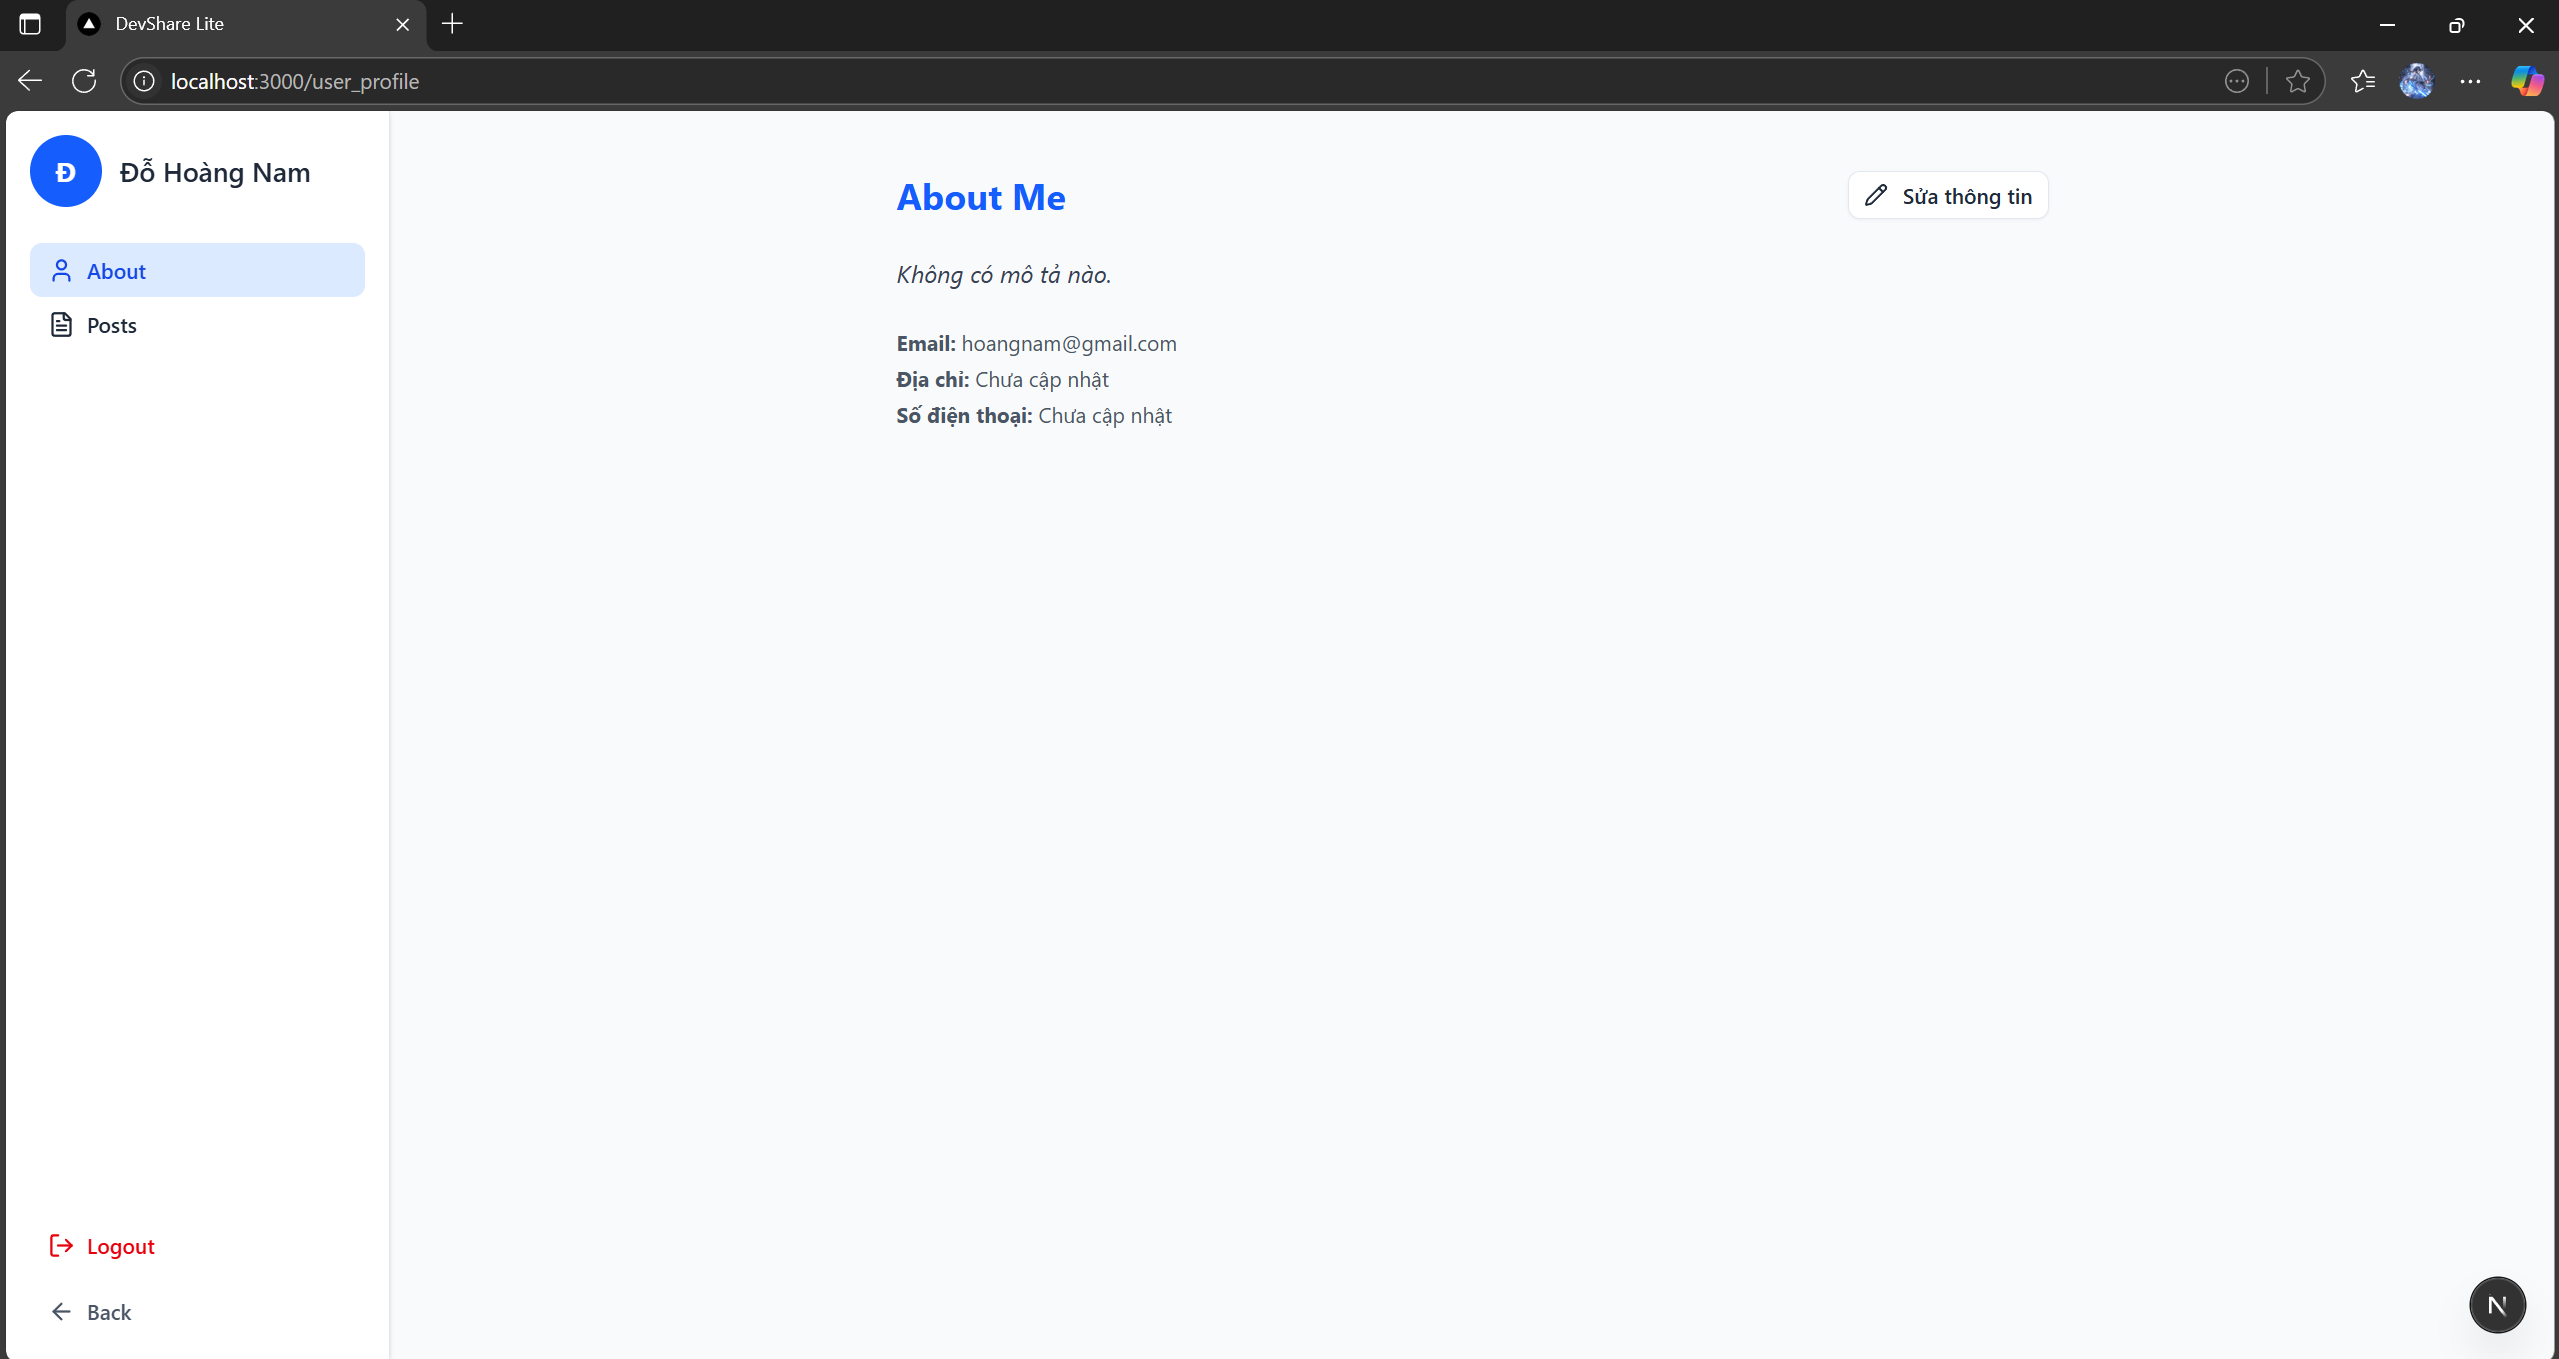 DevShare Lite
localhost:3000/user_profile
Đ
Đỗ Hoàng Nam
About
Posts
About Me
Sửa thông tin
Không có mô tả nào.
Email: hoangnam@gmail.com
Địa chỉ: Chưa cập nhật
Số điện thoại: Chưa cập nhật
Logout
Back
N